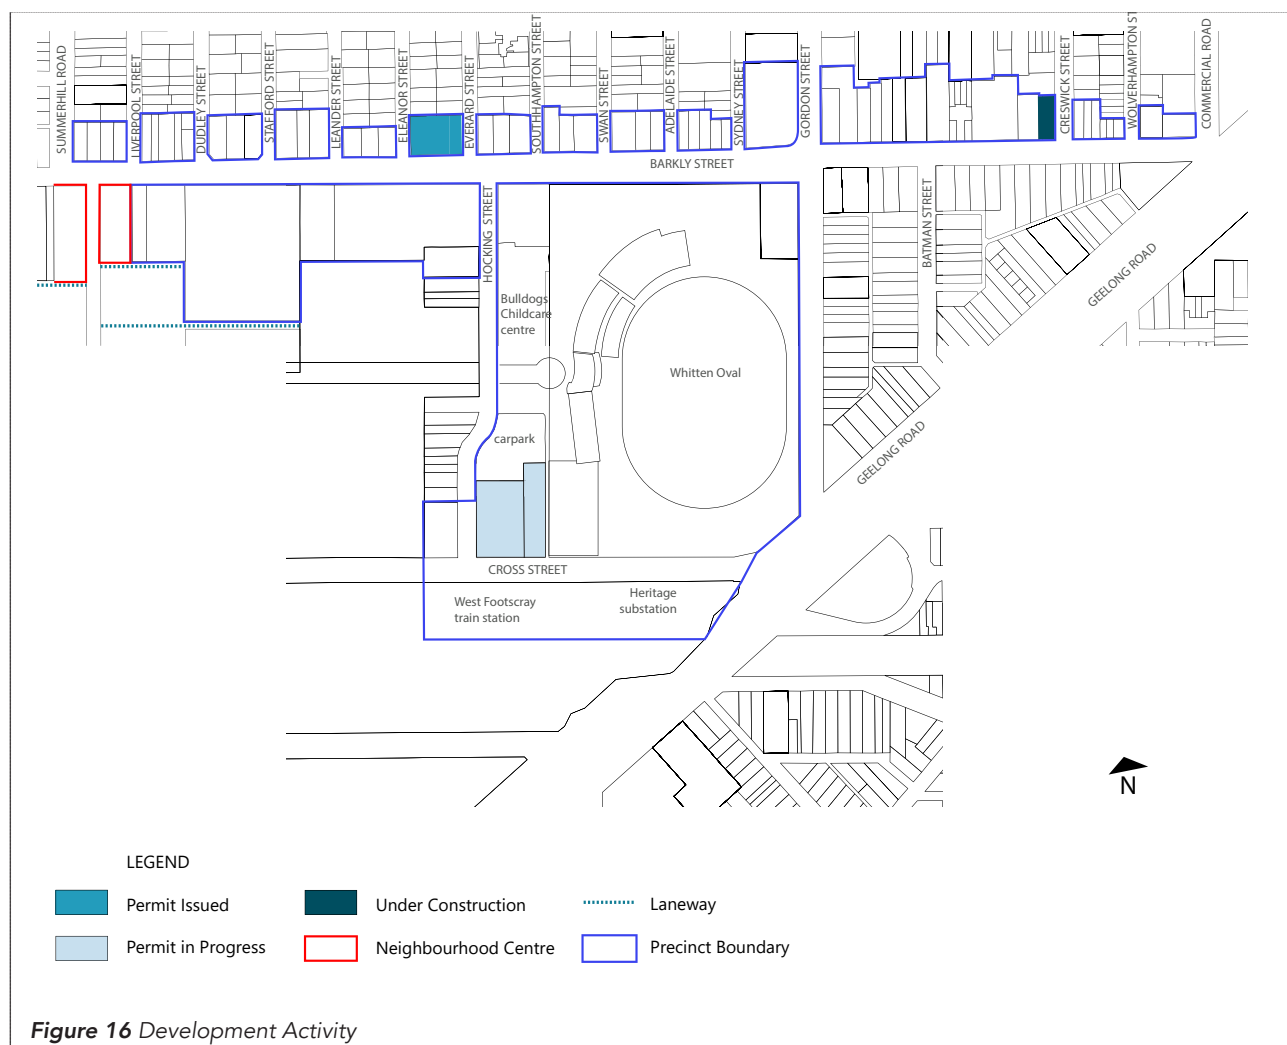 SUMMERHILL ROAD
LIVERPOOL STREET
DUDLEY STREET
STAFFORD STREET
LEANDER STREET
ELEANOR STREET
EVERARD STREET
SOUTHAMPTON STREET
SWAN STREET
ADELAIDE STREET
SYDNEY STREET
GORDON STREET
CRESWICK STREET
WOLVERHAMPTON ST
COMMERCIAL ROAD
BARKLY STREET
HOCKING STREET
BATMAN STREET
GEELONG ROAD
Bulldogs
Childcare
centre
Whitten Oval
carpark
GEELONG ROAD
CROSS STREET
West Footscray
train station
Heritage
substation
N
LEGEND
Permit Issued
Under Construction
Laneway
Permit in Progress
Neighbourhood Centre
Precinct Boundary
Figure 16 Development Activity